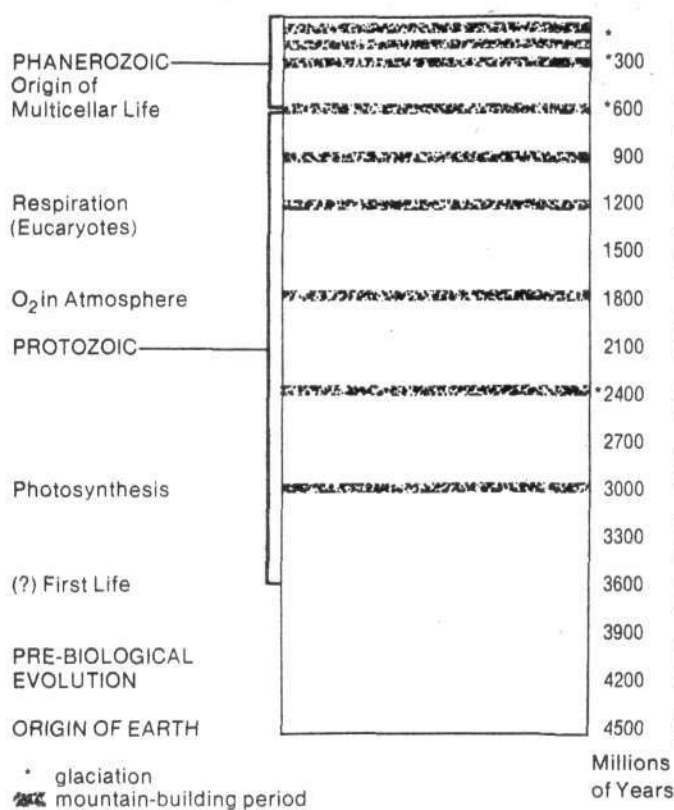 PHANEROZOIC
Origin of
Multicellar Life
Respiration
(Eucaryotes)
O₂ in Atmosphere
PROTOZOIC
Photosynthesis
(?) First Life
PRE-BIOLOGICAL
EVOLUTION
ORIGIN OF EARTH
*
*300
*600
900
1200
1500
1800
2100
*2400
2700
3000
3300
3600
3900
4200
4500
Millions
of Years
* glaciation
mountain-building period